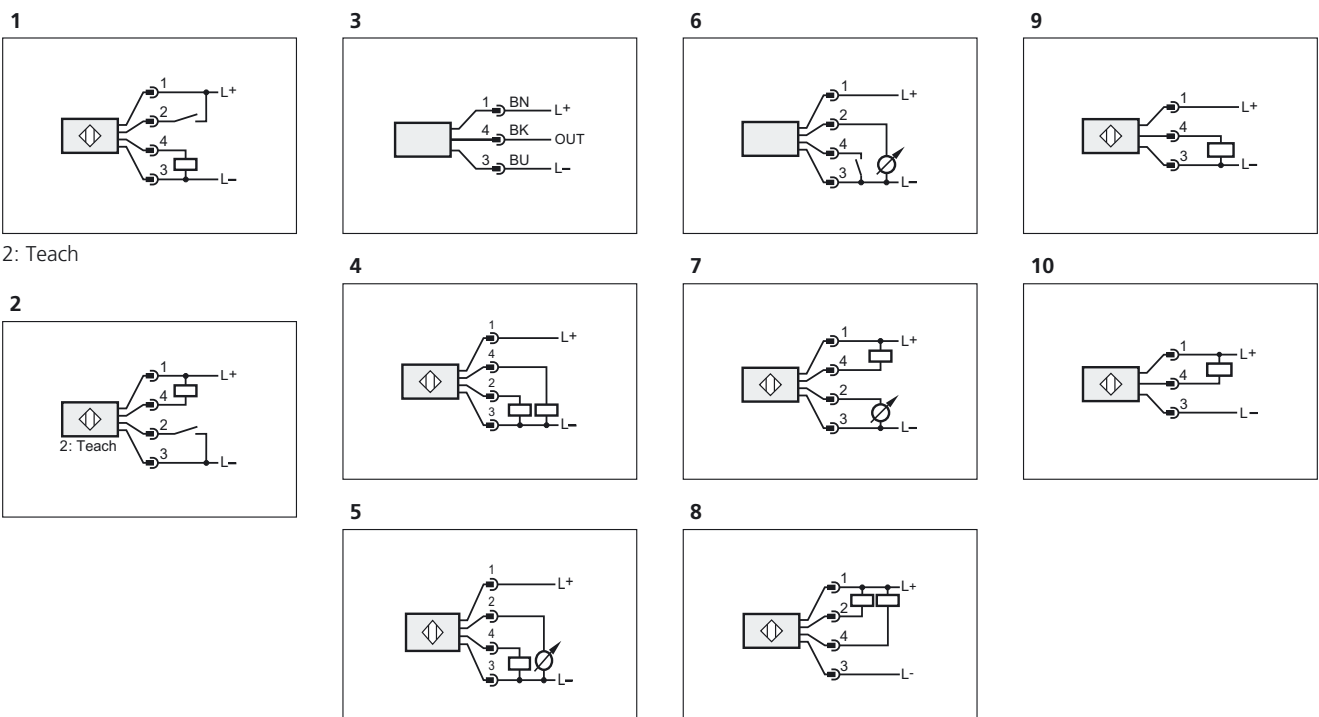 1
1
2
4
3
L+
L–
2: Teach
2
1
4
2
3
2: Teach
L+
L–
3
1 BN L+
4 BK OUT
3 BU L–
4
1
4
2
3
L+
L–
5
1
2
4
3
L+
L–
6
1
2
4
3
L+
L–
7
1
4
2
3
L+
L–
8
1
2
4
3
L+
L-
9
1
4
3
L+
L–
10
1
4
3
L+
L–